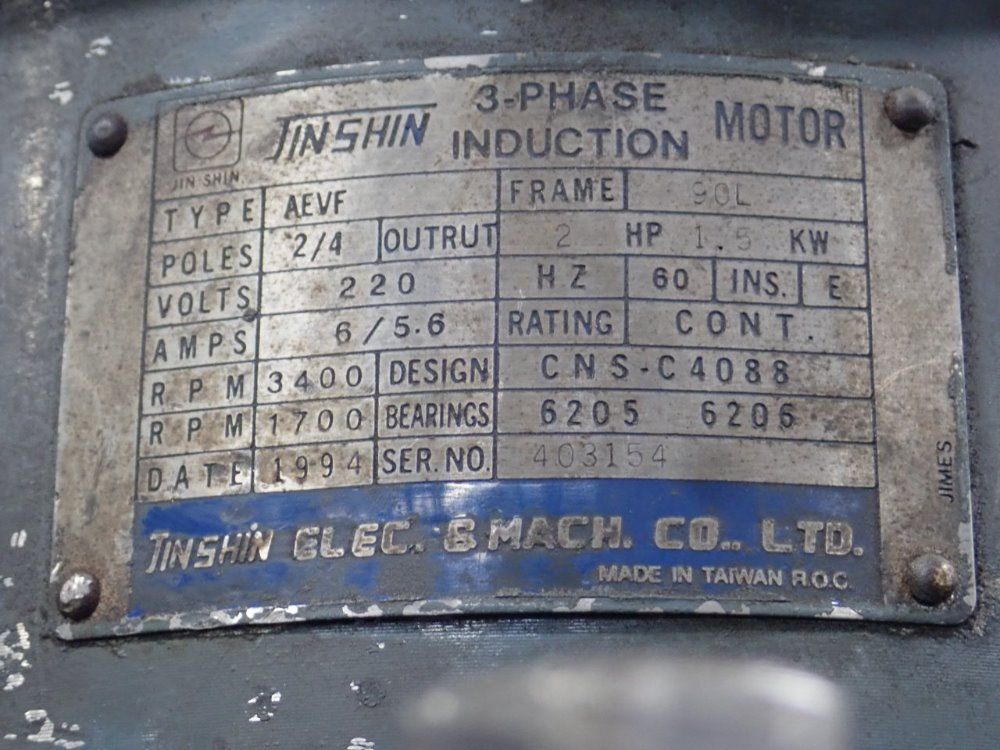 JINSHIN 3-PHASE INDUCTION MOTOR
JIN SHIN
TYPE AEVF FRAME 90L
POLES 2/4 OUTRUT 2 HP 1.5 KW
VOLTS 220 HZ 60 INS. E
AMPS 6/5.6 RATING CONT.
RPM 3400 DESIGN CNS-C4088
RPM 1700 BEARINGS 6205 6206
DATE 1994 SER.NO. 403154
JINSHIN ELEC. & MACH. CO., LTD.
MADE IN TAIWAN R.O.C.
JIMES